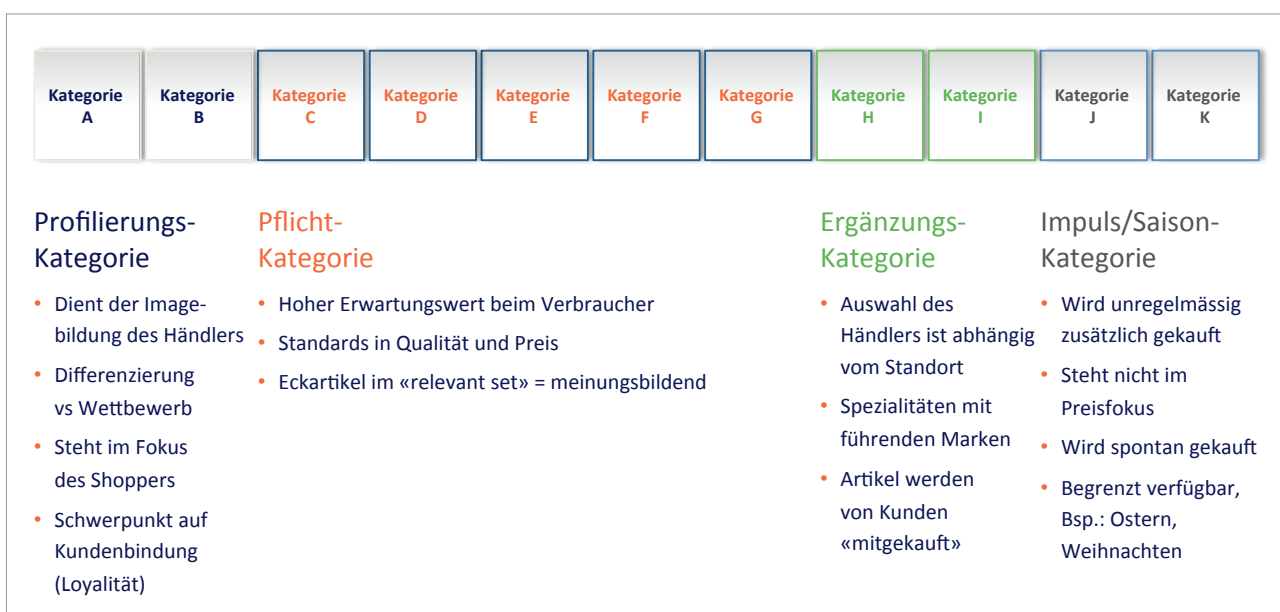 Kategorie
A
Kategorie
B
Kategorie
C
Kategorie
D
Kategorie
E
Kategorie
F
Kategorie
G
Kategorie
H
Kategorie
I
Kategorie
J
Kategorie
K
Profilierungs-
Kategorie
• Dient der Image-
bildung des Händlers
• Differenzierung
vs Wettbewerb
• Steht im Fokus
des Shoppers
• Schwerpunkt auf
Kundenbindung
(Loyalität)
Pflicht-
Kategorie
• Hoher Erwartungswert beim Verbraucher
• Standards in Qualität und Preis
• Eckartikel im «relevant set» = meinungsbildend
Ergänzungs-
Kategorie
• Auswahl des
Händlers ist abhängig
vom Standort
• Spezialitäten mit
führenden Marken
• Artikel werden
von Kunden
«mitgekauft»
Impuls/Saison-
Kategorie
• Wird unregelmässig
zusätzlich gekauft
• Steht nicht im
Preisfokus
• Wird spontan gekauft
• Begrenzt verfügbar,
Bsp.: Ostern,
Weihnachten